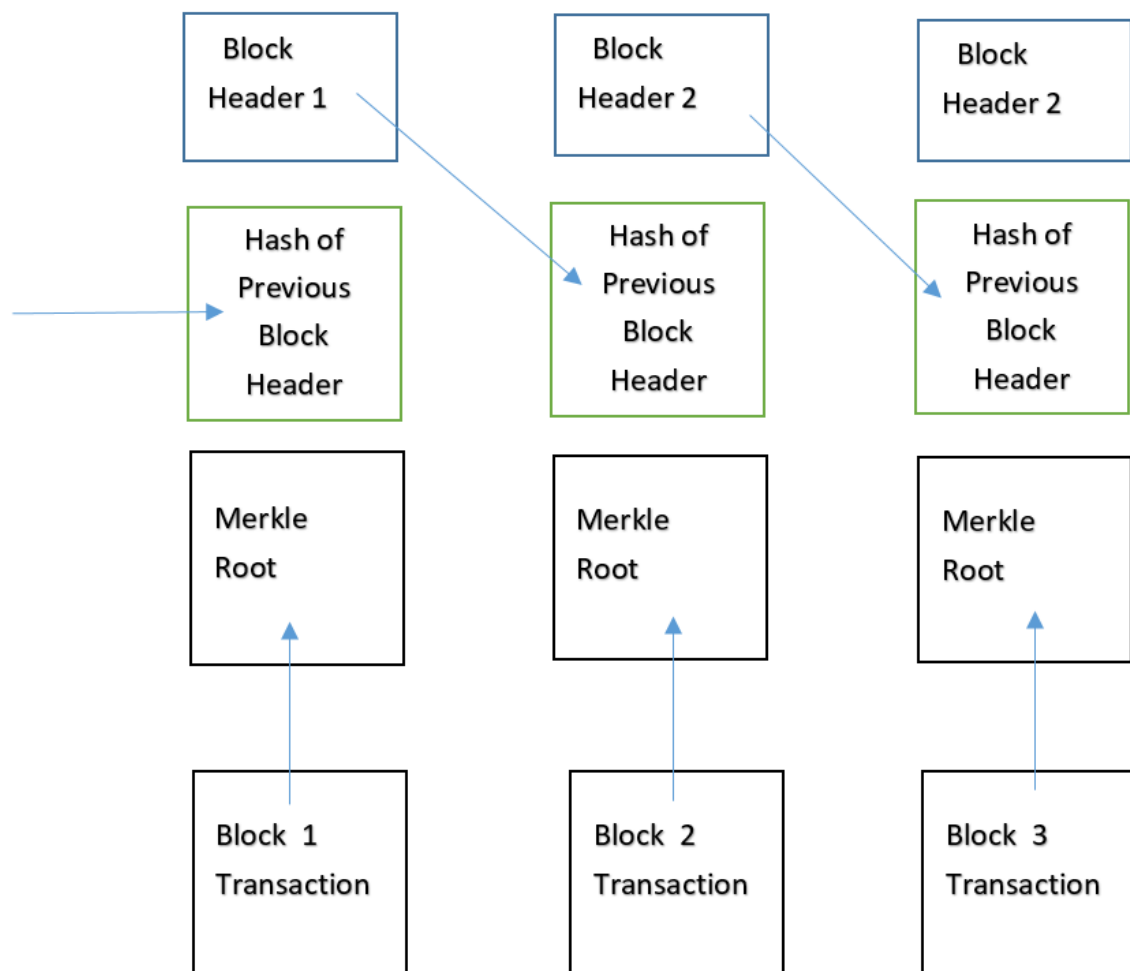 Block
Header 1
Block
Header 2
Block
Header 2
Hash of
Previous
Block
Header
Hash of
Previous
Block
Header
Hash of
Previous
Block
Header
Merkle
Root
Merkle
Root
Merkle
Root
Block 1
Transaction
Block 2
Transaction
Block 3
Transaction